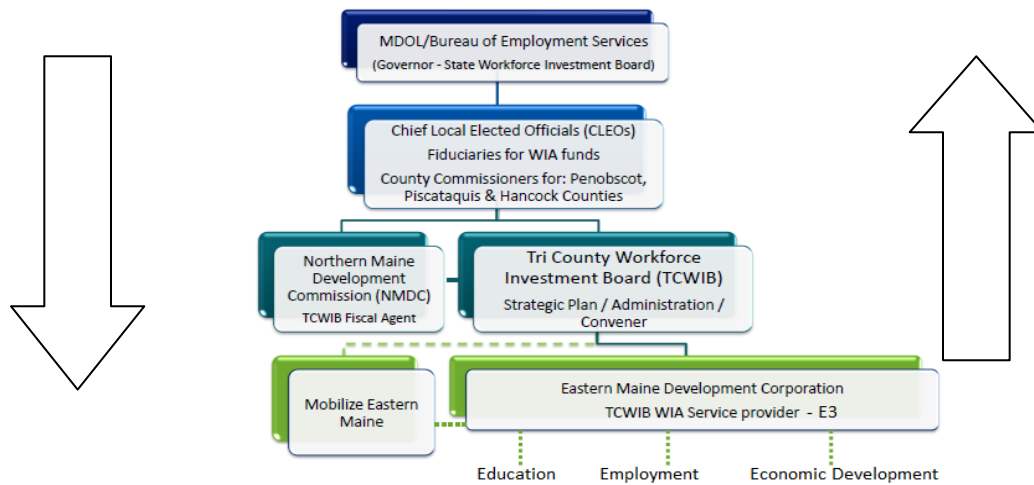 MDOL/Bureau of Employment Services
(Governor - State Workforce Investment Board)
Chief Local Elected Officials (CLEOs)
Fiduciaries for WIA funds
County Commissioners for: Penobscot,
Piscataquis & Hancock Counties
Northern Maine
Development
Commission (NMDC)
TCWIB Fiscal Agent
Tri County Workforce
Investment Board (TCWIB)
Strategic Plan / Administration /
Convener
Mobilize Eastern
Maine
Eastern Maine Development Corporation
TCWIB WIA Service provider - E3
Education
Employment
Economic Development